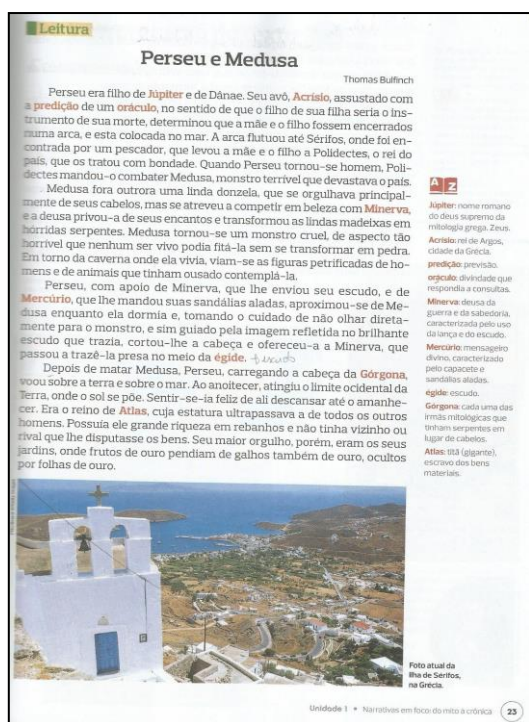 Leitura
Perseu e Medusa
Thomas Bulfinch
Perseu era filho de Júpiter e de Dânae. Seu avô, Acrísio, assustado com
a predição de um oráculo, no sentido de que o filho de sua filha seria o ins-
trumento de sua morte, determinou que a mãe e o filho fossem encerrados
numa arca, e esta colocada no mar. A arca flutuou até Sérifos, onde foi en-
contrada por um pescador, que levou a mãe e o filho a Polidectes, o rei do
país, que os tratou com bondade. Quando Perseu tornou-se homem, Poli-
dectes mandou-o combater Medusa, monstro terrível que devastava o país.
Medusa fora outrora uma linda donzela, que se orgulhava principal-
mente de seus cabelos, mas se atreveu a competir em beleza com Minerva,
e a deusa privou-a de seus encantos e transformou as lindas madeixas em
hórridas serpentes. Medusa tornou-se um monstro cruel, de aspecto tão
horrível que nenhum ser vivo podia fitá-la sem se transformar em pedra.
Em torno da caverna onde ela vivia, viam-se as figuras petrificadas de ho-
mens e de animais que tinham ousado contemplá-la.
Perseu, com apoio de Minerva, que lhe enviou seu escudo, e de
Mercúrio, que lhe mandou suas sandálias aladas, aproximou-se de Me-
dusa enquanto ela dormia e, tomando o cuidado de não olhar direta-
mente para o monstro, e sim guiado pela imagem refletida no brilhante
escudo que trazia, cortou-lhe a cabeça e ofereceu-a a Minerva, que
passou a trazê-la presa no meio da égide. escudo
Depois de matar Medusa, Perseu, carregando a cabeça da Górgona,
voou sobre a terra e sobre o mar. Ao anoitecer, atingiu o limite ocidental da
Terra, onde o sol se põe. Sentir-se-ia feliz de ali descansar até o amanhe-
cer. Era o reino de Atlas, cuja estatura ultrapassava a de todos os outros
homens. Possuía ele grande riqueza em rebanhos e não tinha vizinho ou
rival que lhe disputasse os bens. Seu maior orgulho, porém, eram os seus
jardins, onde frutos de ouro pendiam de galhos também de ouro, ocultos
por folhas de ouro.
A Z
Júpiter: nome romano
do deus supremo da
mitologia grega, Zeus.
Acrísio: rei de Argos,
cidade da Grécia.
predição: previsão.
oráculo: divindade que
respondia a consultas.
Minerva: deusa da
guerra e da sabedoria,
caracterizada pelo uso
da lança e do escudo.
Mercúrio: mensageiro
divino, caracterizado
pelo capacete e
sandálias aladas.
égide: escudo.
Górgona: cada uma das
irmãs mitológicas que
tinham serpentes em
lugar de cabelos.
Atlas: titã (gigante),
escravo dos bens
materiais.
Foto atual da
Ilha de Sérifos,
na Grécia.
Unidade 1 • Narrativas em foco: do mito à crônica 23